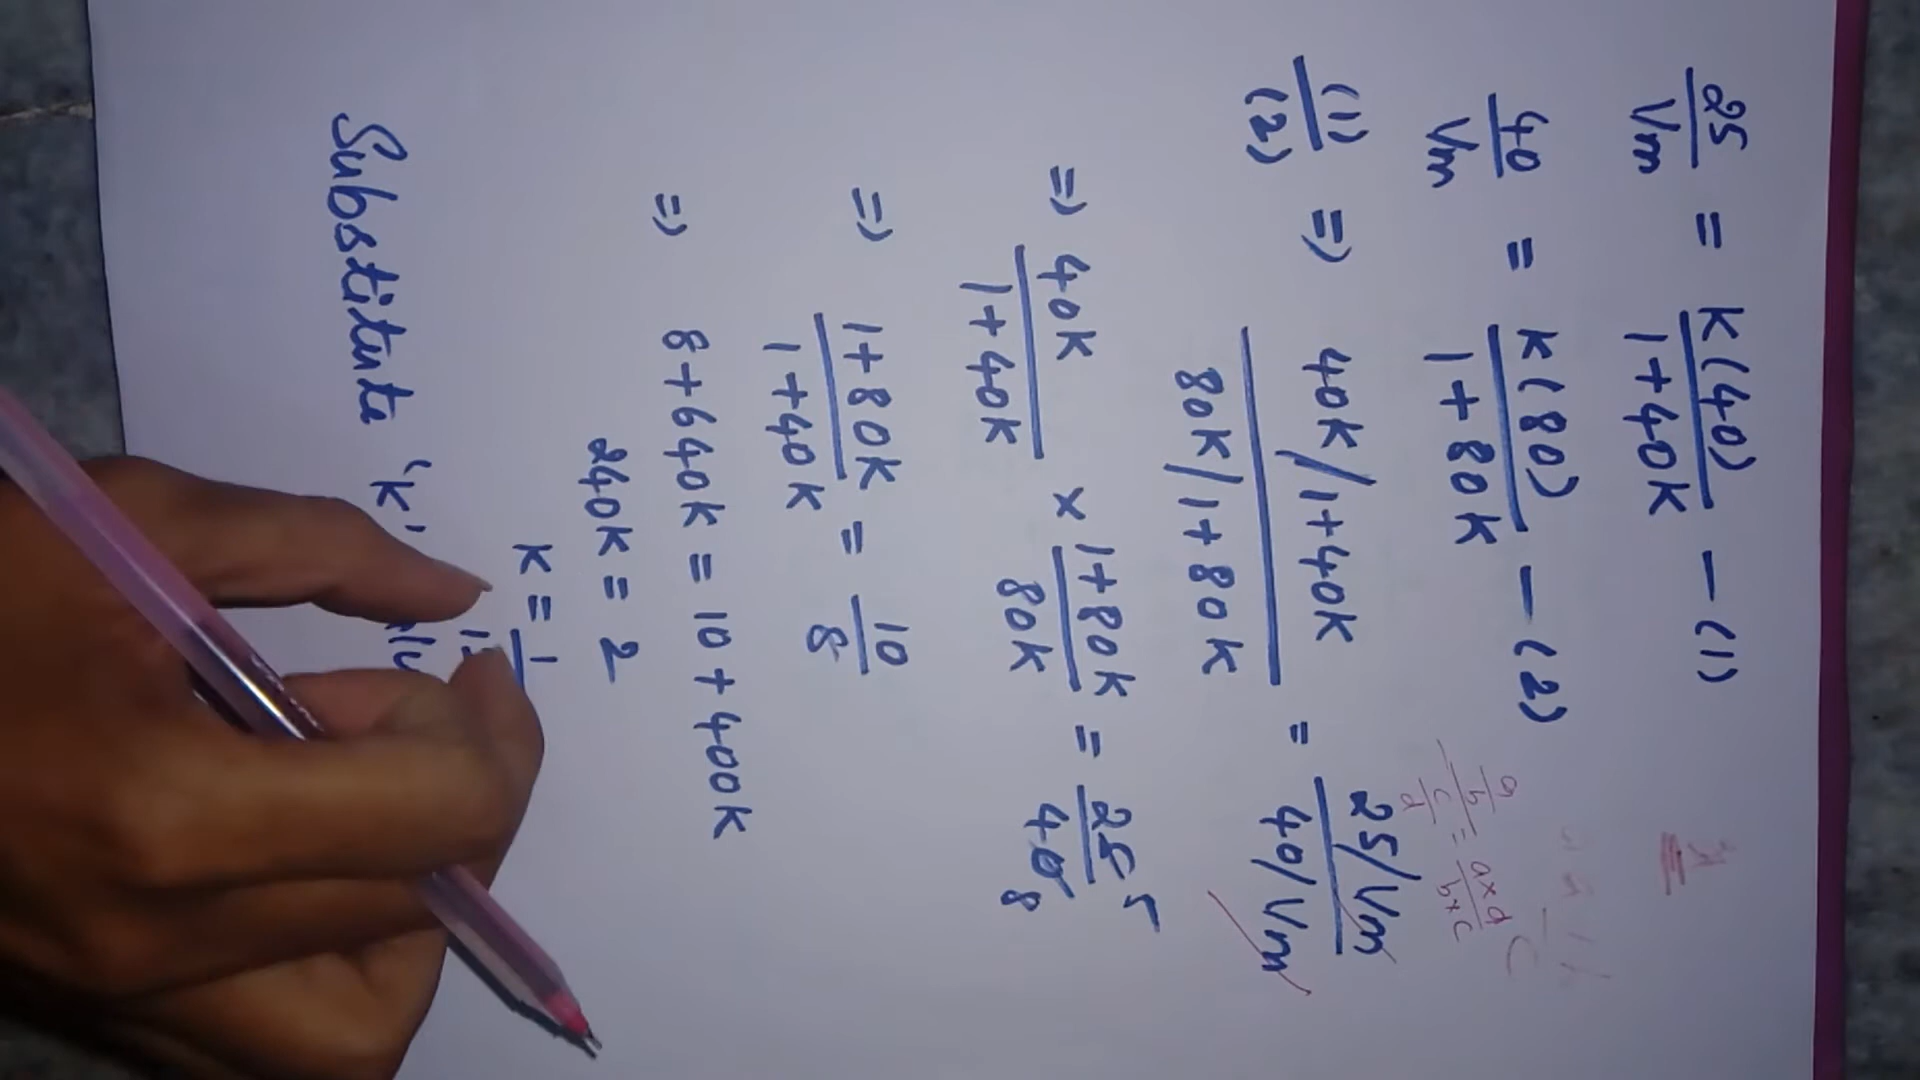 25/Vm = K(40)/1+40K - (1)
40/Vm = K(80)/1+80K - (2)
a/b / c/d = a×d/b×c
(1)/(2) => 40K/1+40K / 80K/1+80K = 25/Vm / 40/Vm
=> 40K/1+40K × 1+80K/80K = 25/40 5 8
=> 1+80K/1+40K = 10/8
=> 8+640K = 10+400K
240K = 2
K = 1
Substitute 'K'